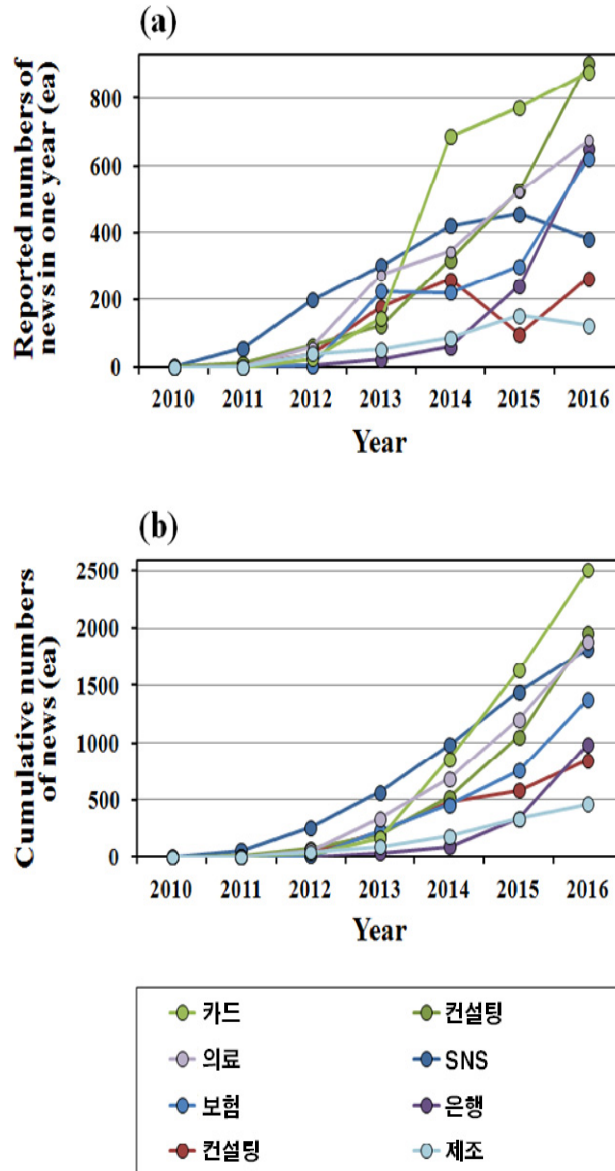 (a)
Reported numbers of
news in one year (ea)
800
600
400
200
0
2010 2011 2012 2013 2014 2015 2016
Year
(b)
Cumulative numbers
of news (ea)
2500
2000
1500
1000
500
0
2010 2011 2012 2013 2014 2015 2016
Year
카드 컨설팅
의료 SNS
보험 은행
컨설팅 제조